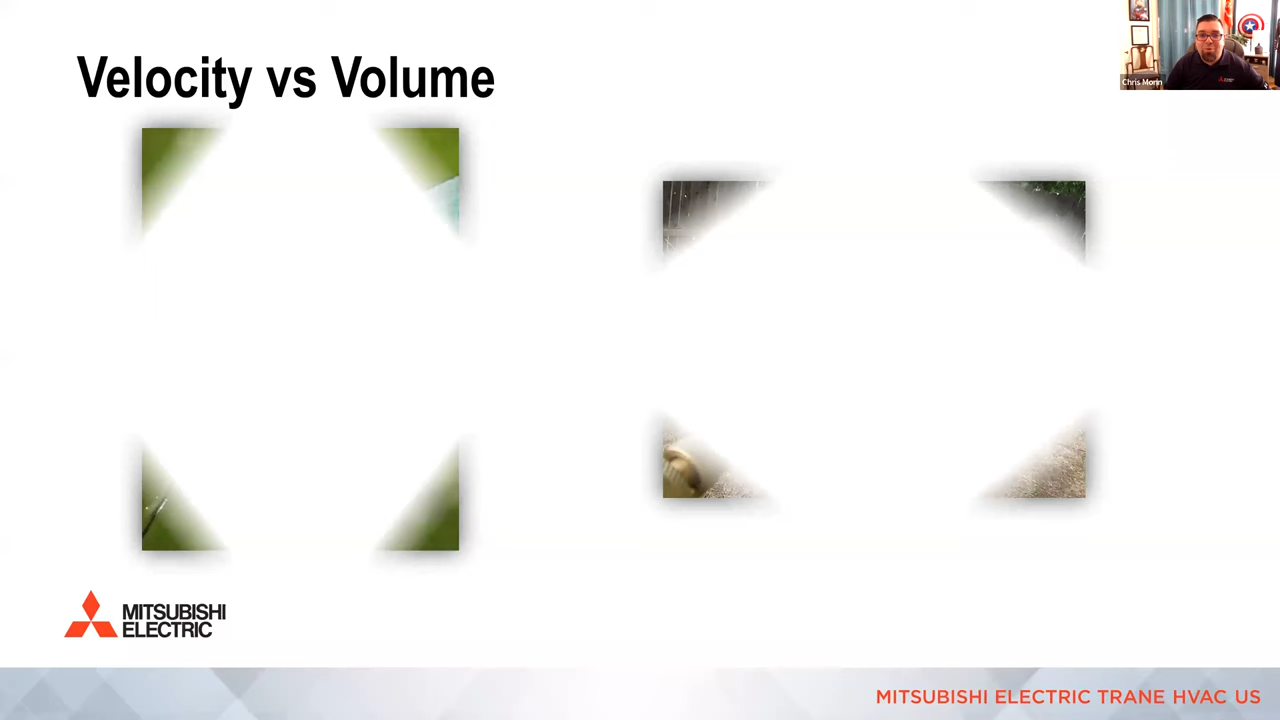 Velocity vs Volume
Chris Morin
MITSUBISHI
ELECTRIC
MITSUBISHI ELECTRIC TRANE HVAC US